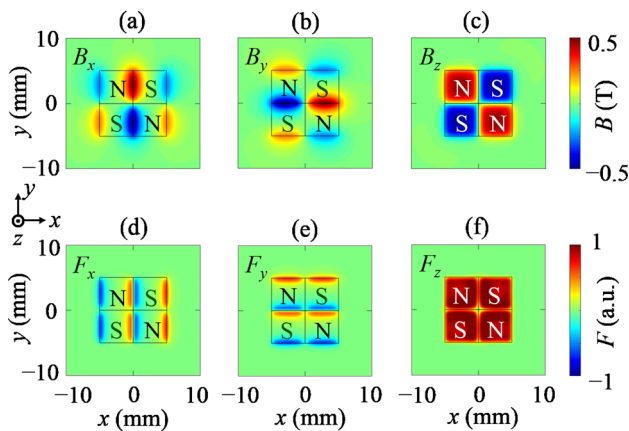 (a) (b) (c)
10 0.5
Bx By Bz
N S N S N S
y (mm) 0 B (T)
S N S N S N
−10 −0.5
y
x
z
(d) (e) (f)
10 1
Fx Fy Fz
N S N S N S
y (mm) 0 F (a.u.)
S N S N S N
−10 −1
−10 0 10 −10 0 10 −10 0 10
x (mm) x (mm) x (mm)